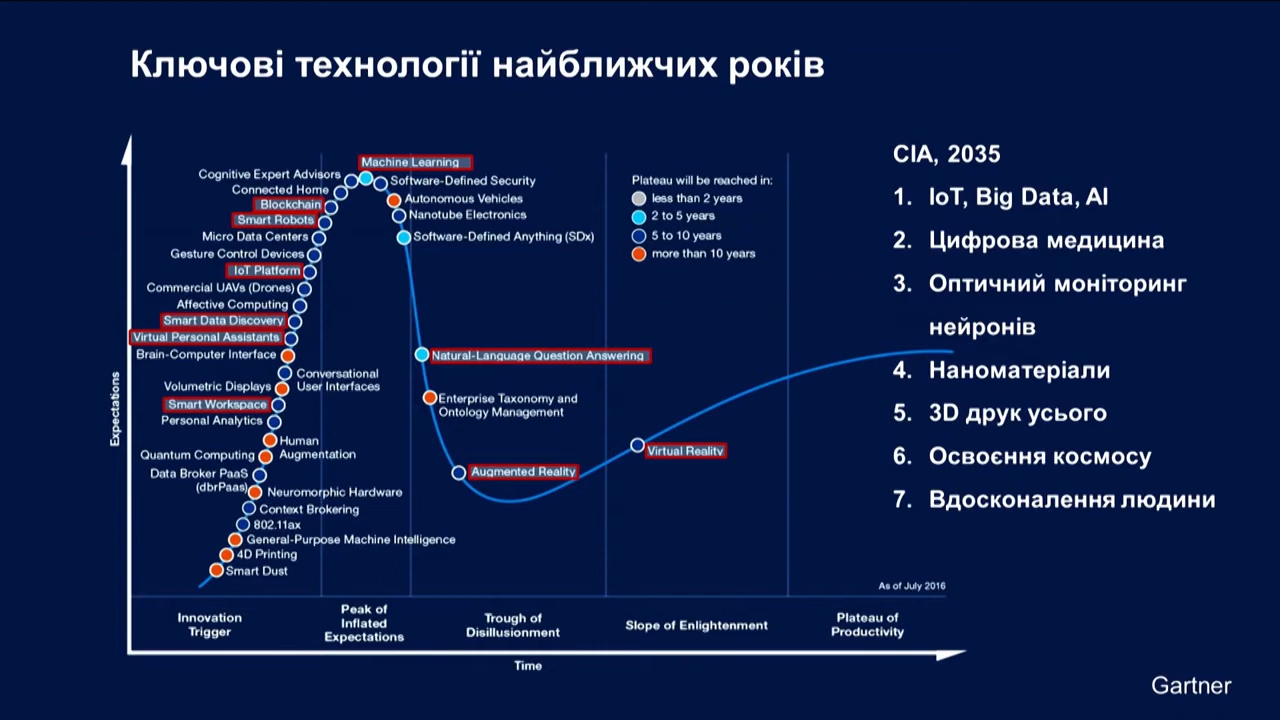 Ключові технології найближчих років
Machine Learning
Cognitive Expert Advisors
Software-Defined Security
Connected Home
Autonomous Vehicles
Blockchain
Nanotube Electronics
Smart Robots
Micro Data Centers
Software-Defined Anything (SDx)
Gesture Control Devices
IoT Platform
Commercial UAVs (Drones)
Affective Computing
Smart Data Discovery
Virtual Personal Assistants
Brain-Computer Interface
Natural-Language Question Answering
Conversational
User Interfaces
Volumetric Displays
Smart Workspace
Enterprise Taxonomy and
Ontology Management
Personal Analytics
Human
Augmentation
Quantum Computing
Data Broker PaaS
(dbrPaas)
Augmented Reality
Virtual Reality
Neuromorphic Hardware
Context Brokering
802.11ax
General-Purpose Machine Intelligence
4D Printing
Smart Dust
Plateau will be reached in:
less than 2 years
2 to 5 years
5 to 10 years
more than 10 years
As of July 2016
Expectations
Innovation
Trigger
Peak of
Inflated
Expectations
Trough of
Disillusionment
Slope of Enlightenment
Plateau of
Productivity
Time
CIA, 2035
1. IoT, Big Data, AI
2. Цифрова медицина
3. Оптичний моніторинг
нейронів
4. Наноматеріали
5. 3D друк усього
6. Освоєння космосу
7. Вдосконалення людини
Gartner